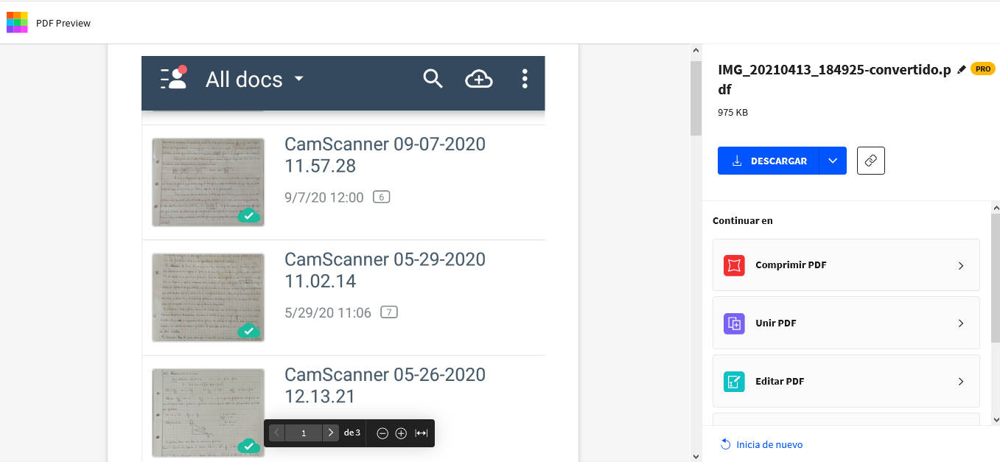 PDF Preview
All docs
CamScanner 09-07-2020
11.57.28
9/7/20 12:00 6
CamScanner 05-29-2020
11.02.14
5/29/20 11:06 7
CamScanner 05-26-2020
12.13.21
1 de 3
IMG_20210413_184925-convertido.p
df
PRO
975 KB
DESCARGAR
Continuar en
Comprimir PDF
Unir PDF
Editar PDF
Inicia de nuevo